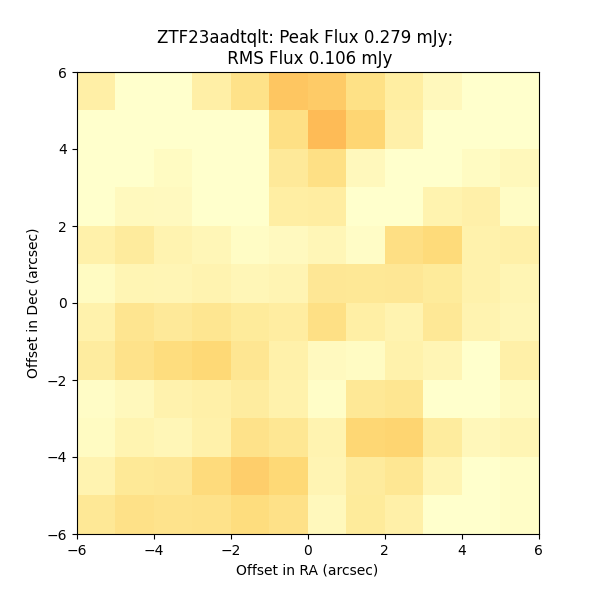 ZTF23aadtqlt: Peak Flux 0.279 mJy;
RMS Flux 0.106 mJy
6
4
2
0
−2
−4
−6
Offset in Dec (arcsec)
−6 −4 −2 0 2 4 6
Offset in RA (arcsec)